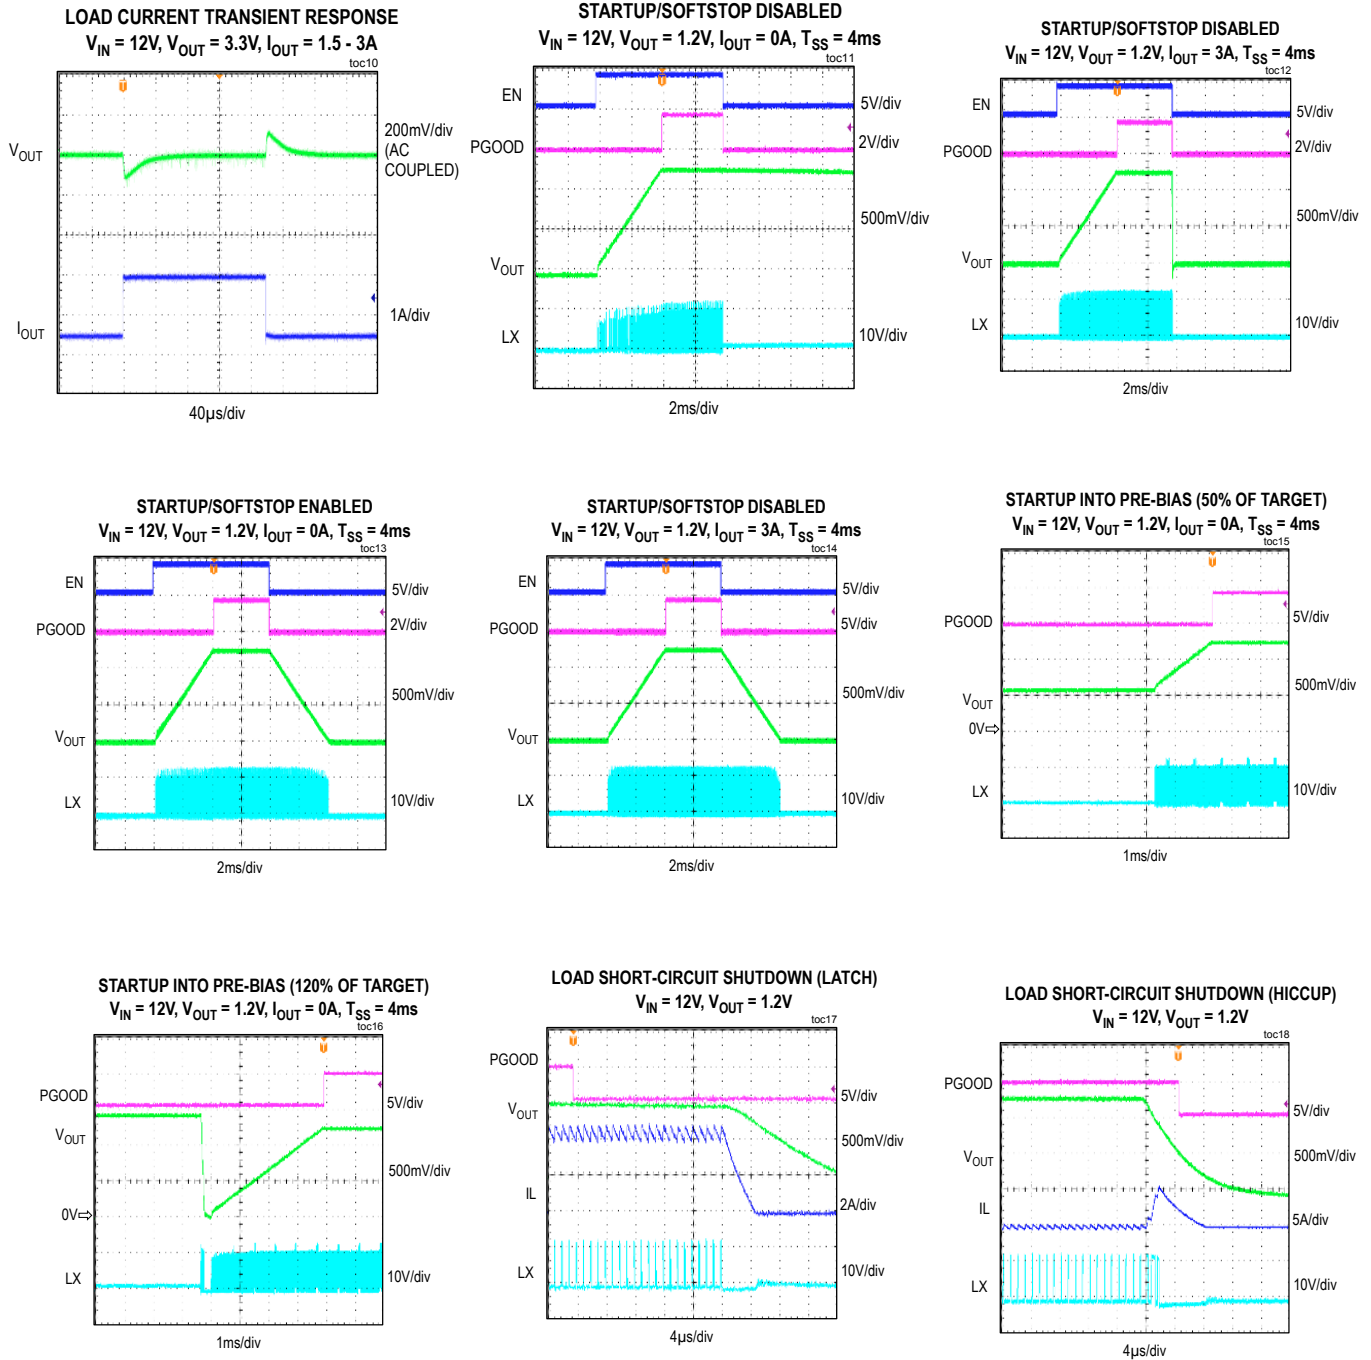 LOAD CURRENT TRANSIENT RESPONSE
VIN = 12V, VOUT = 3.3V, IOUT = 1.5 - 3A
toc10
VOUT
200mV/div
(AC
COUPLED)
IOUT
1A/div
40µs/div
STARTUP/SOFTSTOP DISABLED
VIN = 12V, VOUT = 1.2V, IOUT = 0A, TSS = 4ms
toc11
EN
5V/div
PGOOD
2V/div
500mV/div
VOUT
LX
10V/div
2ms/div
STARTUP/SOFTSTOP DISABLED
VIN = 12V, VOUT = 1.2V, IOUT = 3A, TSS = 4ms
toc12
EN
5V/div
PGOOD
2V/div
500mV/div
VOUT
LX
10V/div
2ms/div
STARTUP/SOFTSTOP ENABLED
VIN = 12V, VOUT = 1.2V, IOUT = 0A, TSS = 4ms
toc13
EN
5V/div
PGOOD
2V/div
500mV/div
VOUT
LX
10V/div
2ms/div
STARTUP/SOFTSTOP DISABLED
VIN = 12V, VOUT = 1.2V, IOUT = 3A, TSS = 4ms
toc14
EN
5V/div
PGOOD
5V/div
500mV/div
VOUT
LX
10V/div
2ms/div
STARTUP INTO PRE-BIAS (50% OF TARGET)
VIN = 12V, VOUT = 1.2V, IOUT = 0A, TSS = 4ms
toc15
PGOOD
5V/div
500mV/div
VOUT
0V⇨
LX
10V/div
1ms/div
STARTUP INTO PRE-BIAS (120% OF TARGET)
VIN = 12V, VOUT = 1.2V, IOUT = 0A, TSS = 4ms
toc16
PGOOD
5V/div
VOUT
500mV/div
0V⇨
LX
10V/div
1ms/div
LOAD SHORT-CIRCUIT SHUTDOWN (LATCH)
VIN = 12V, VOUT = 1.2V
toc17
PGOOD
5V/div
VOUT
500mV/div
IL
2A/div
LX
10V/div
4µs/div
LOAD SHORT-CIRCUIT SHUTDOWN (HICCUP)
VIN = 12V, VOUT = 1.2V
toc18
PGOOD
5V/div
VOUT
500mV/div
IL
5A/div
LX
10V/div
4µs/div